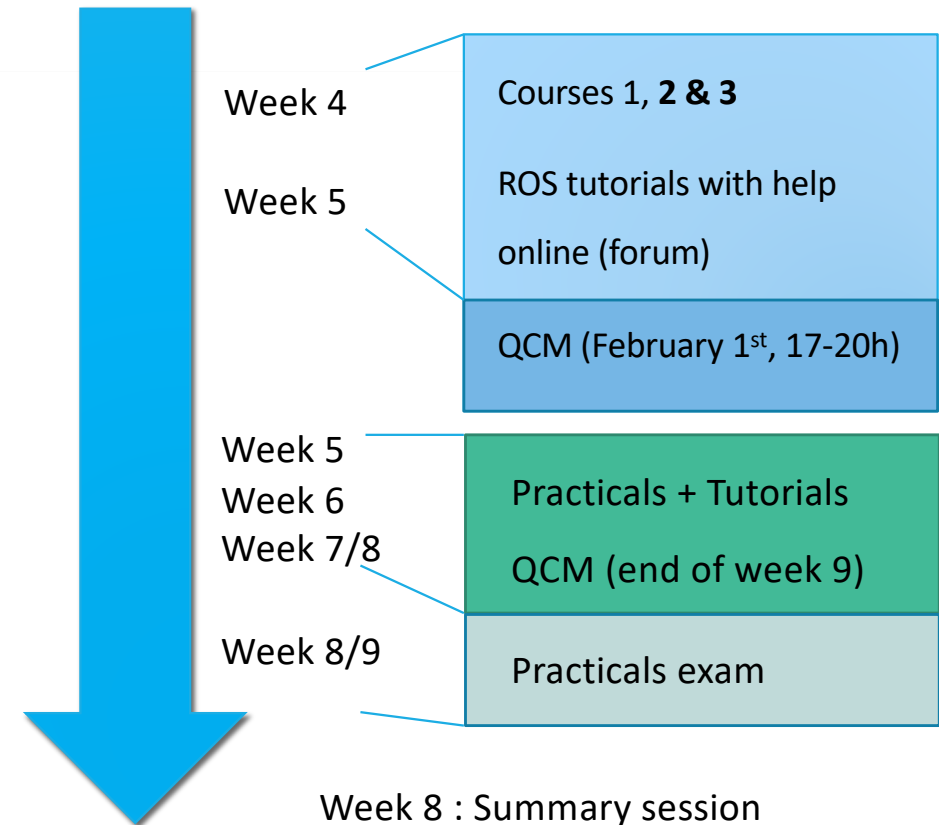 Week 4
Courses 1, 2 & 3
Week 5
ROS tutorials with help
online (forum)
QCM (February 1st, 17-20h)
Week 5
Week 6
Week 7/8
Practicals + Tutorials
QCM (end of week 9)
Week 8/9
Practicals exam
Week 8 : Summary session